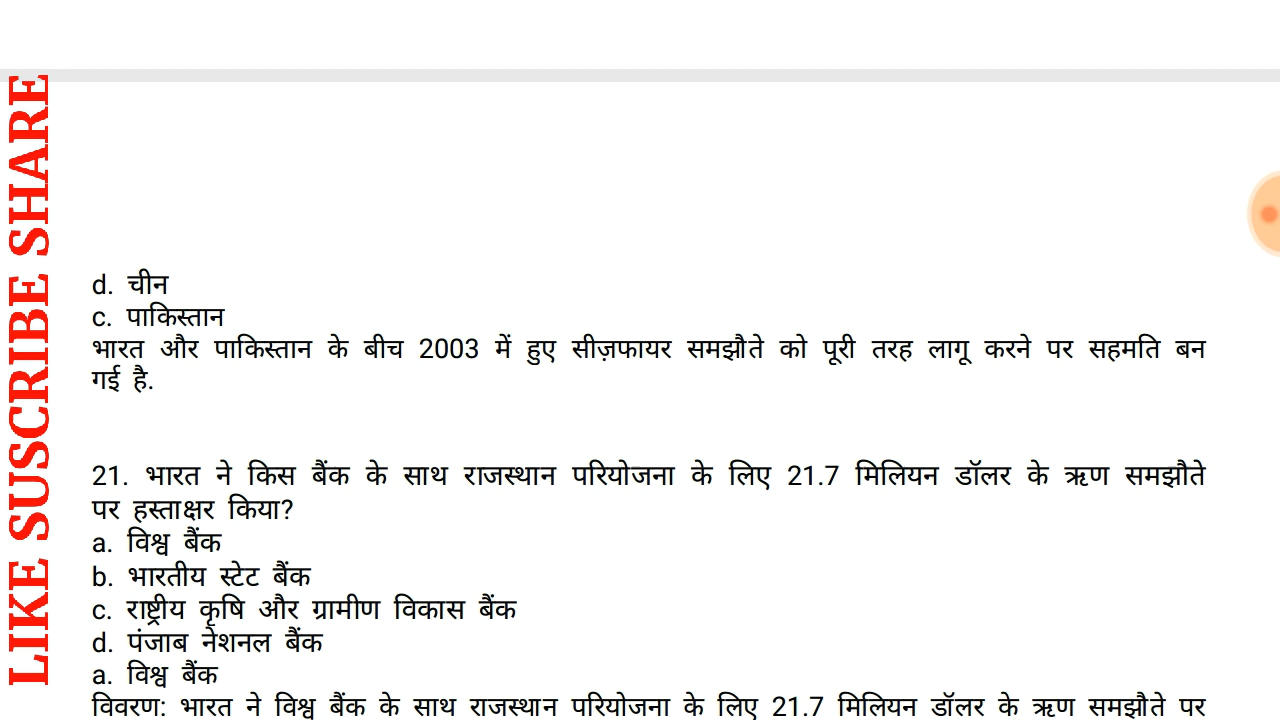 LIKE SUSCRIBE SHARE
d. चीन
c. पाकिस्तान
भारत और पाकिस्तान के बीच 2003 में हुए सीज़फायर समझौते को पूरी तरह लागू करने पर सहमति बन
गई है.
21. भारत ने किस बैंक के साथ राजस्थान परियोजना के लिए 21.7 मिलियन डॉलर के ऋण समझौते
पर हस्ताक्षर किया?
a. विश्व बैंक
b. भारतीय स्टेट बैंक
c. राष्ट्रीय कृषि और ग्रामीण विकास बैंक
d. पंजाब नेशनल बैंक
a. विश्व बैंक
विवरण: भारत ने विश्व बैंक के साथ राजस्थान परियोजना के लिए 21.7 मिलियन डॉलर के ऋण समझौते पर